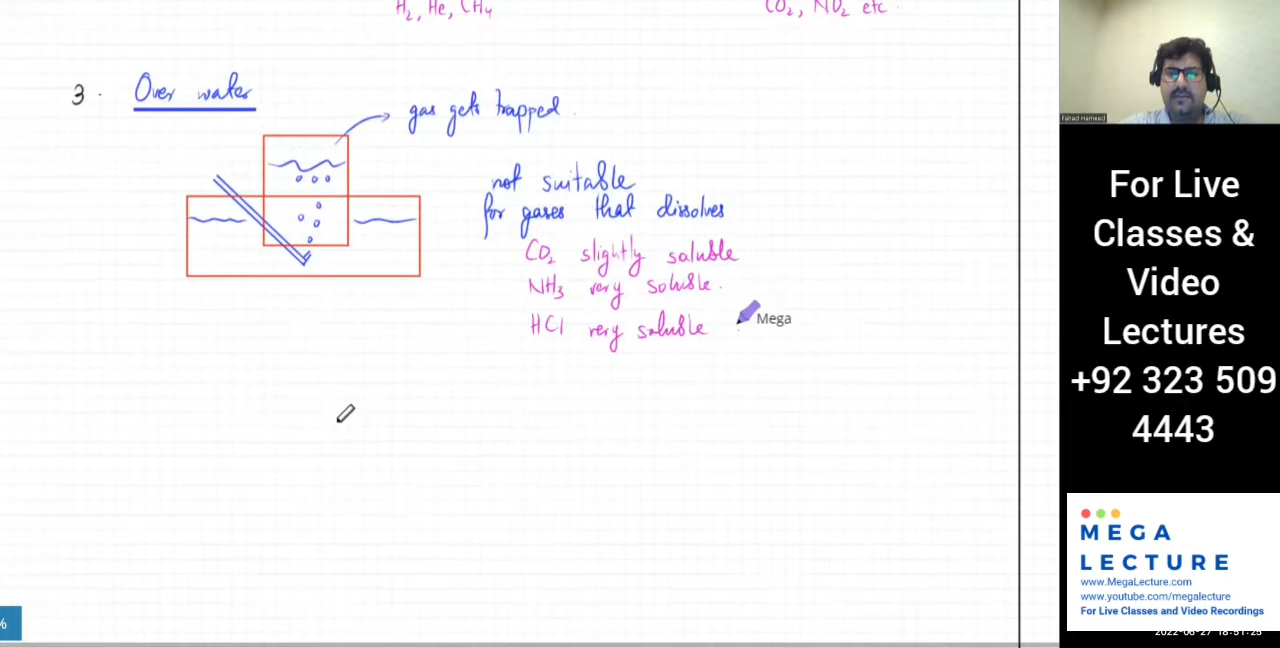 H2, He, CH4
CO2, NO2 etc.
3. Over water
gas gets trapped.
not suitable
for gases that dissolves
CO2 slightly soluble
NH3 very soluble.
HCl very soluble
Mega
%
Fahad Hameed
For Live
Classes &
Video
Lectures
+92 323 509
4443
MEGA
LECTURE
www.MegaLecture.com
www.youtube.com/megalecture
For Live Classes and Video Recordings
2022-06-27 18:51:25